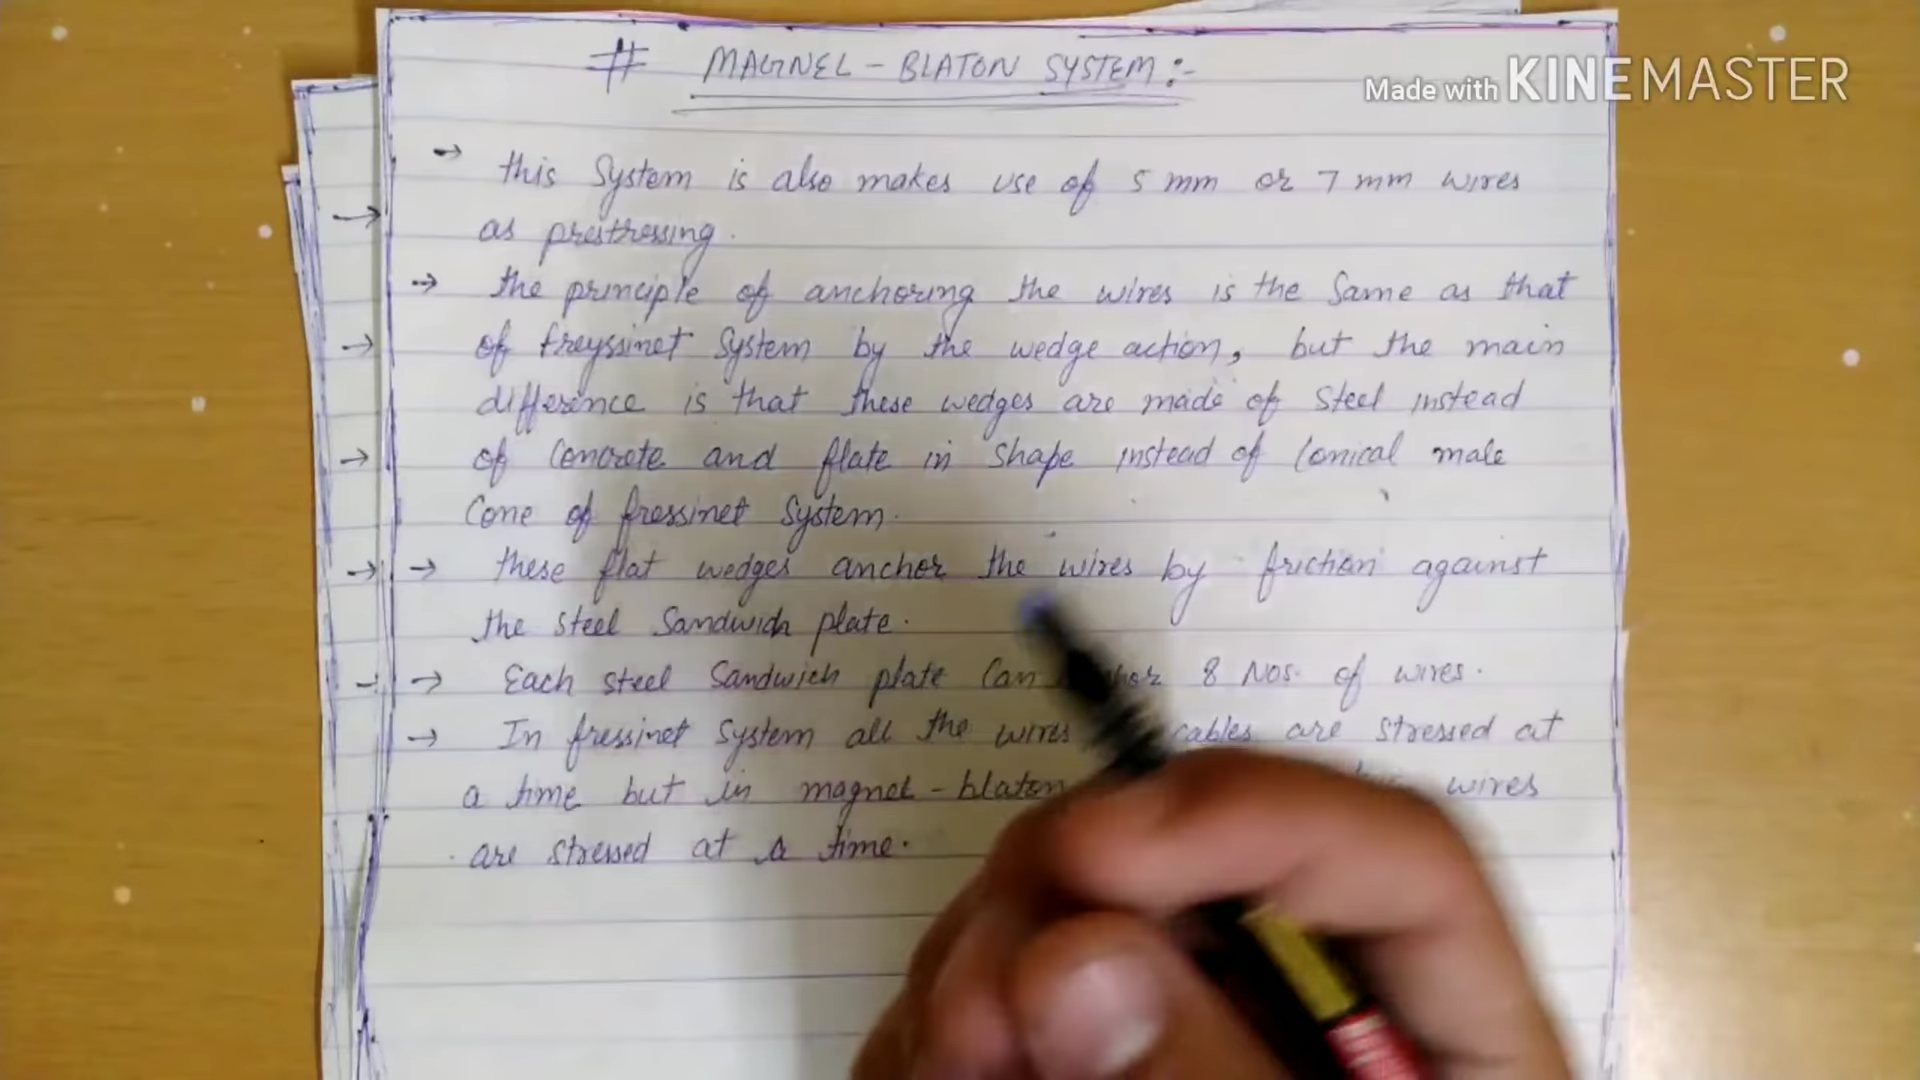 # MAGNEL - BLATON SYSTEM :-
Made with KINEMASTER
→ this System is also makes use of 5 mm or 7 mm wires
as prestressing.
→ the principle of anchoring the wires is the Same as that
of freyssinet System by the wedge action, but the main
difference is that these wedges are made of Steel instead
of Concrete and flate in Shape instead of Conical male
Cone of fressinet System.
→ these flat wedges anchor the wires by friction against
the steel Sandwich plate.
→ Each steel Sandwich plate Can 8 Nos. of wires.
→ In fressinet System all the wires cables are stressed at
a time but in magnel - blaton wires
are stressed at a time.